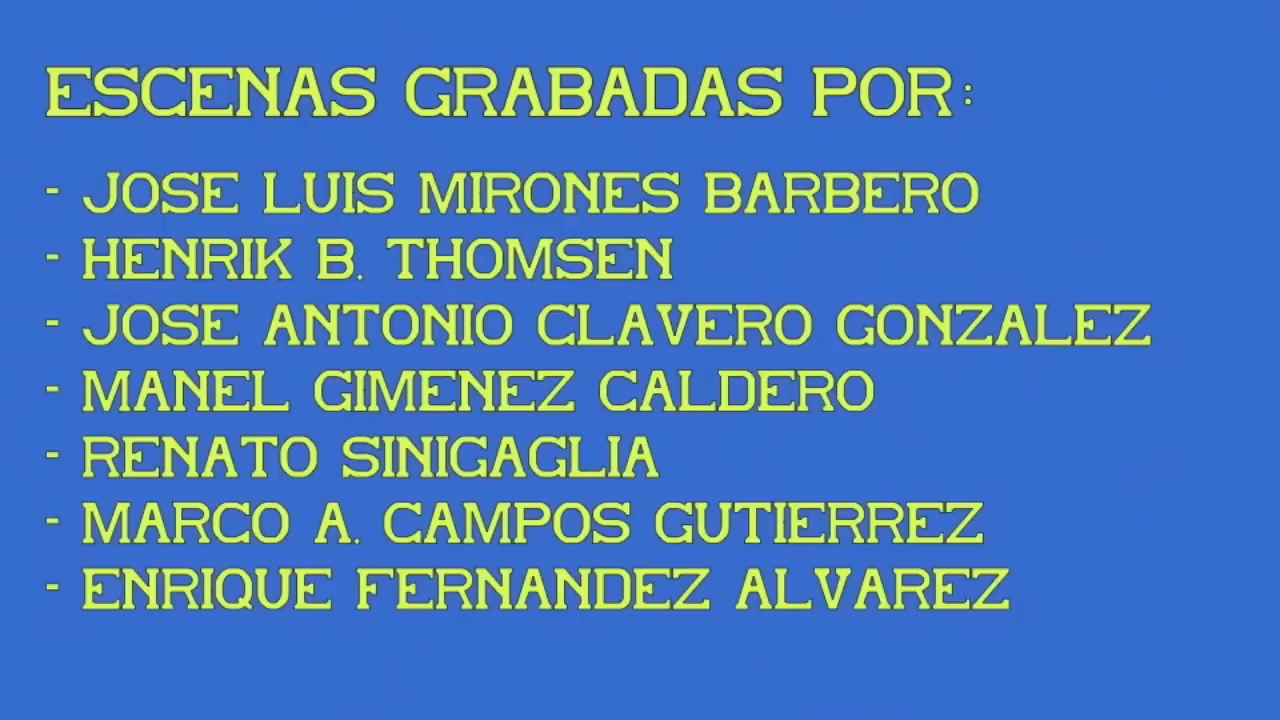 ESCENAS GRABADAS POR:
- JOSE LUIS MIRONES BARBERO
- HENRIK B. THOMSEN
- JOSE ANTONIO CLAVERO GONZALEZ
- MANEL GIMENEZ CALDERO
- RENATO SINIGAGLIA
- MARCO A. CAMPOS GUTIERREZ
- ENRIQUE FERNANDEZ ALVAREZ